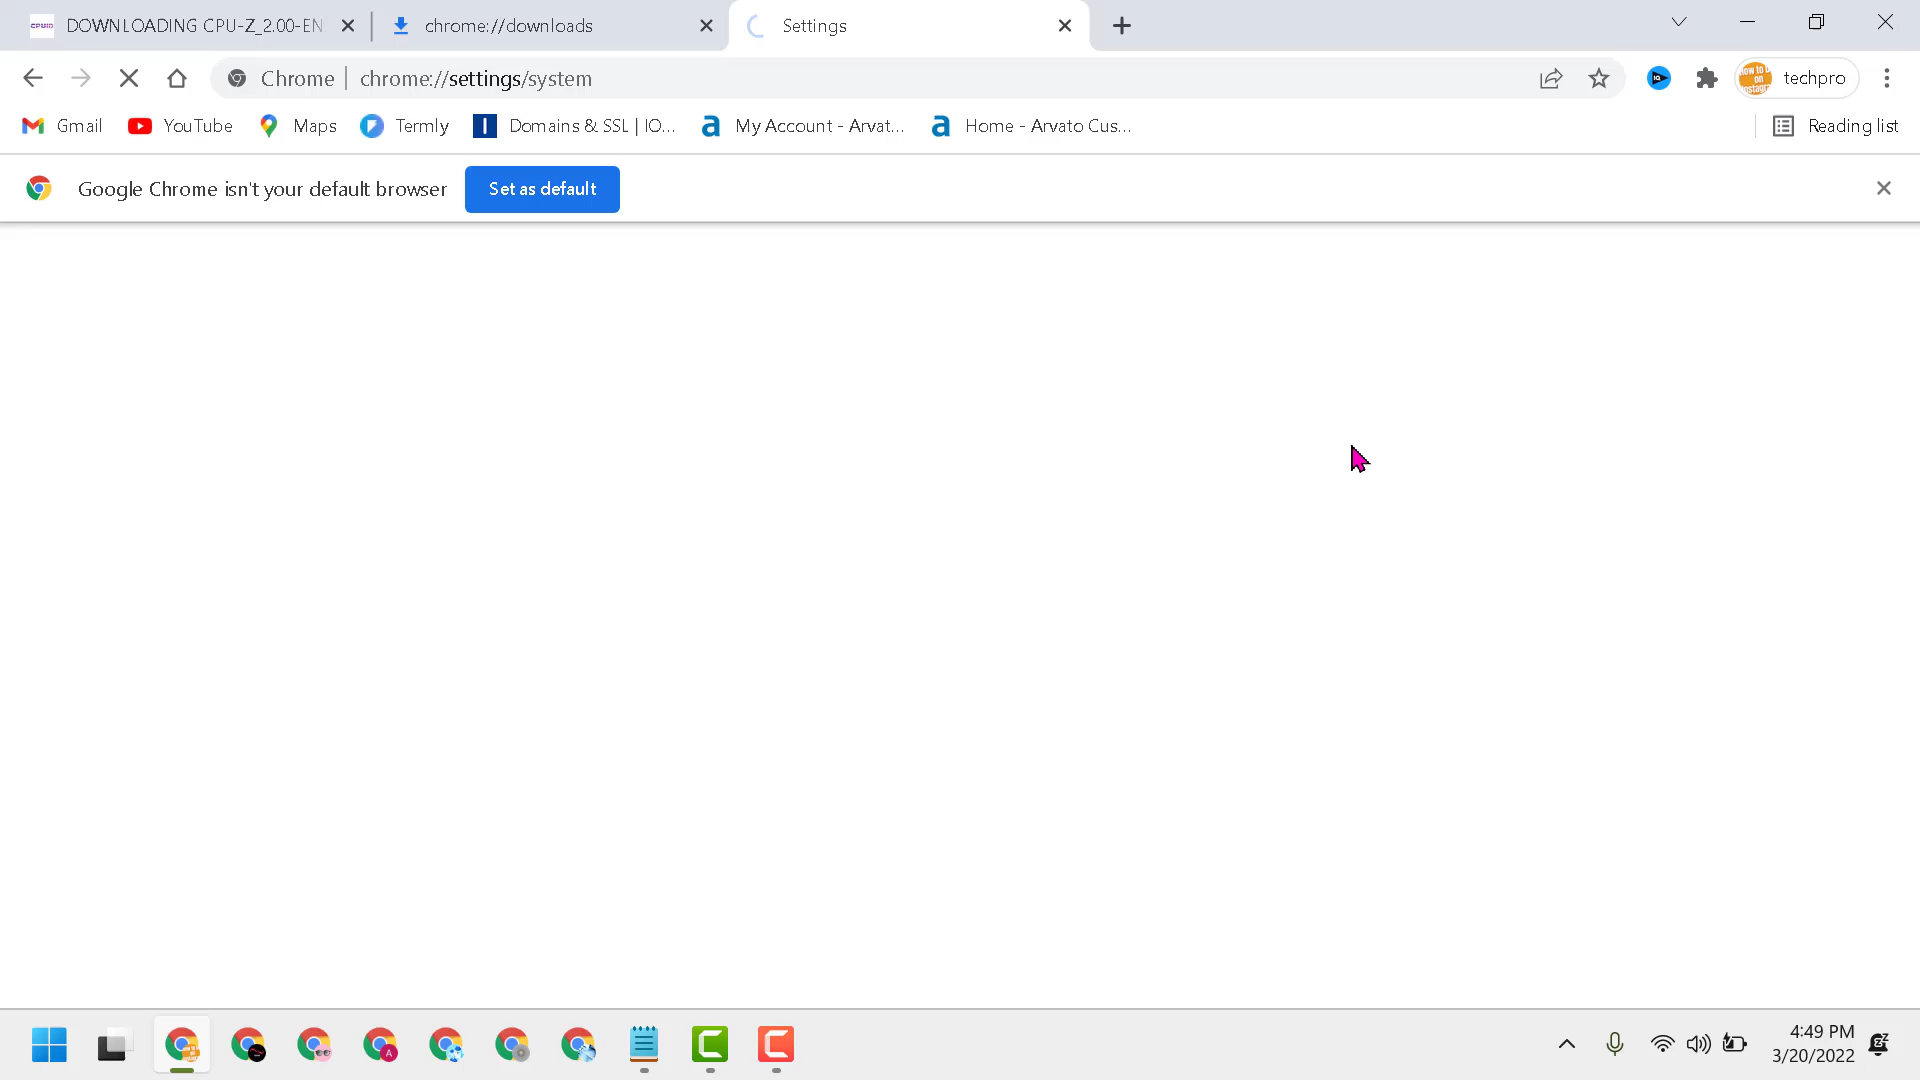 DOWNLOADING CPU-Z_2.00-EN
chrome://downloads
Settings
Chrome | chrome://settings/system
techpro
Gmail
YouTube
Maps
Termly
Domains & SSL | IO...
My Account - Arvat...
Home - Arvato Cus...
Reading list
Google Chrome isn't your default browser
Set as default
4:49 PM
3/20/2022